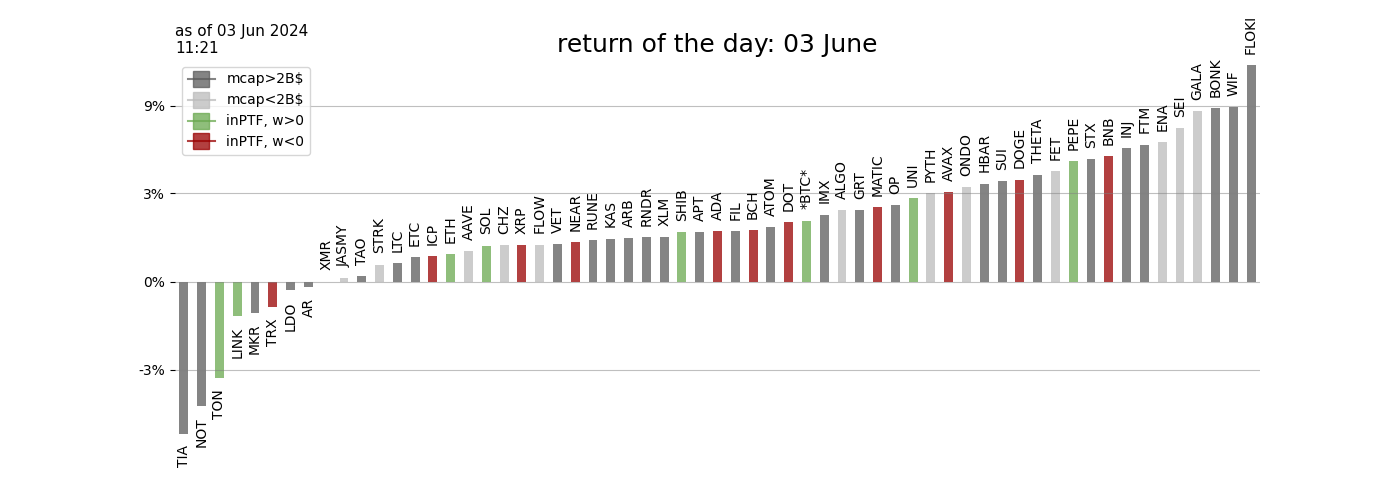 as of 03 Jun 2024
11:21
return of the day: 03 June
mcap>2B$
mcap<2B$
inPTF, w>0
inPTF, w<0
9%
3%
0%
-3%
TIA
NOT
TON
LINK
MKR
TRX
LDO
AR
XMR
JASMY
TAO
STRK
LTC
ETC
ICP
ETH
AAVE
SOL
CHZ
XRP
FLOW
VET
NEAR
RUNE
KAS
ARB
RNDR
XLM
SHIB
APT
ADA
FIL
BCH
ATOM
DOT
*BTC*
IMX
ALGO
GRT
MATIC
OP
UNI
PYTH
AVAX
ONDO
HBAR
SUI
DOGE
THETA
FET
PEPE
STX
BNB
INJ
FTM
ENA
SEI
GALA
BONK
WIF
FLOKI